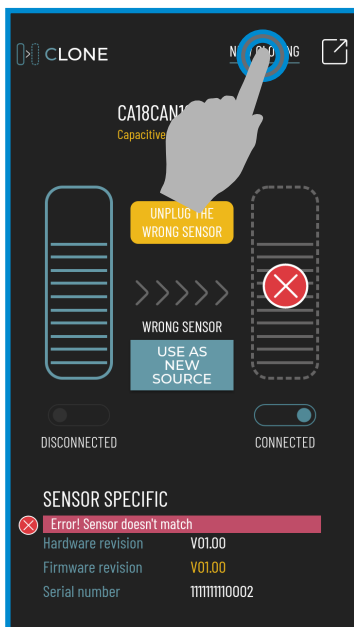 CLONE
CA18CAN1
Capacitive
UNPLUG THE
WRONG SENSOR
WRONG SENSOR
USE AS
NEW
SOURCE
DISCONNECTED
CONNECTED
SENSOR SPECIFIC
Error! Sensor doesn't match
Hardware revision V01.00
Firmware revision V01.00
Serial number 1111111110002